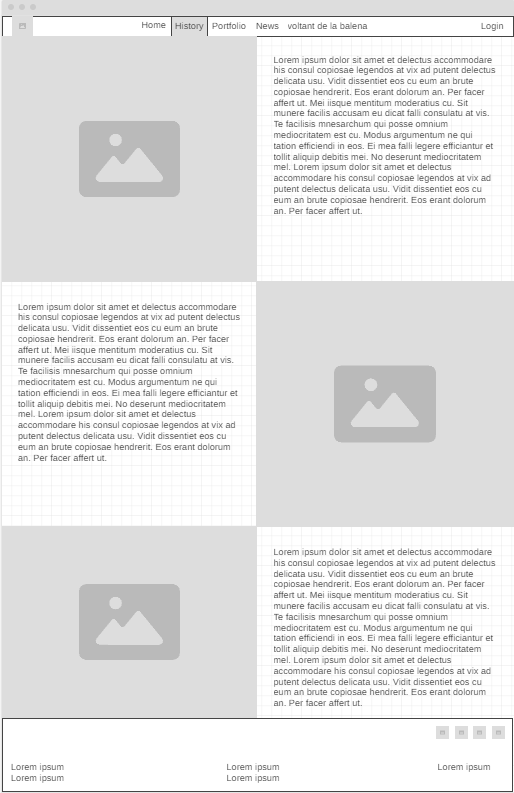 Home History Portfolio News voltant de la balena Login
Lorem ipsum dolor sit amet et delectus accommodare
his consul copiosae legendos at vix ad putent delectus
delicata usu. Vidit dissentiet eos cu eum an brute
copiosae hendrerit. Eos erant dolorum an. Per facer
affert ut. Mei iisque mentitum moderatius cu. Sit
munere facilis accusam eu dicat falli consulatu at vis.
Te facilisis mnesarchum qui posse omnium
mediocritatem est cu. Modus argumentum ne qui
tation efficiendi in eos. Ei mea falli legere efficiantur et
tollit aliquip debitis mei. No deserunt mediocritatem
mel. Lorem ipsum dolor sit amet et delectus
accommodare his consul copiosae legendos at vix ad
putent delectus delicata usu. Vidit dissentiet eos cu
eum an brute copiosae hendrerit. Eos erant dolorum
an. Per facer affert ut.
Lorem ipsum dolor sit amet et delectus accommodare
his consul copiosae legendos at vix ad putent delectus
delicata usu. Vidit dissentiet eos cu eum an brute
copiosae hendrerit. Eos erant dolorum an. Per facer
affert ut. Mei iisque mentitum moderatius cu. Sit
munere facilis accusam eu dicat falli consulatu at vis.
Te facilisis mnesarchum qui posse omnium
mediocritatem est cu. Modus argumentum ne qui
tation efficiendi in eos. Ei mea falli legere efficiantur et
tollit aliquip debitis mei. No deserunt mediocritatem
mel. Lorem ipsum dolor sit amet et delectus
accommodare his consul copiosae legendos at vix ad
putent delectus delicata usu. Vidit dissentiet eos cu
eum an brute copiosae hendrerit. Eos erant dolorum
an. Per facer affert ut.
Lorem ipsum dolor sit amet et delectus accommodare
his consul copiosae legendos at vix ad putent delectus
delicata usu. Vidit dissentiet eos cu eum an brute
copiosae hendrerit. Eos erant dolorum an. Per facer
affert ut. Mei iisque mentitum moderatius cu. Sit
munere facilis accusam eu dicat falli consulatu at vis.
Te facilisis mnesarchum qui posse omnium
mediocritatem est cu. Modus argumentum ne qui
tation efficiendi in eos. Ei mea falli legere efficiantur et
tollit aliquip debitis mei. No deserunt mediocritatem
mel. Lorem ipsum dolor sit amet et delectus
accommodare his consul copiosae legendos at vix ad
putent delectus delicata usu. Vidit dissentiet eos cu
eum an brute copiosae hendrerit. Eos erant dolorum
an. Per facer affert ut.
Lorem ipsum Lorem ipsum Lorem ipsum
Lorem ipsum Lorem ipsum